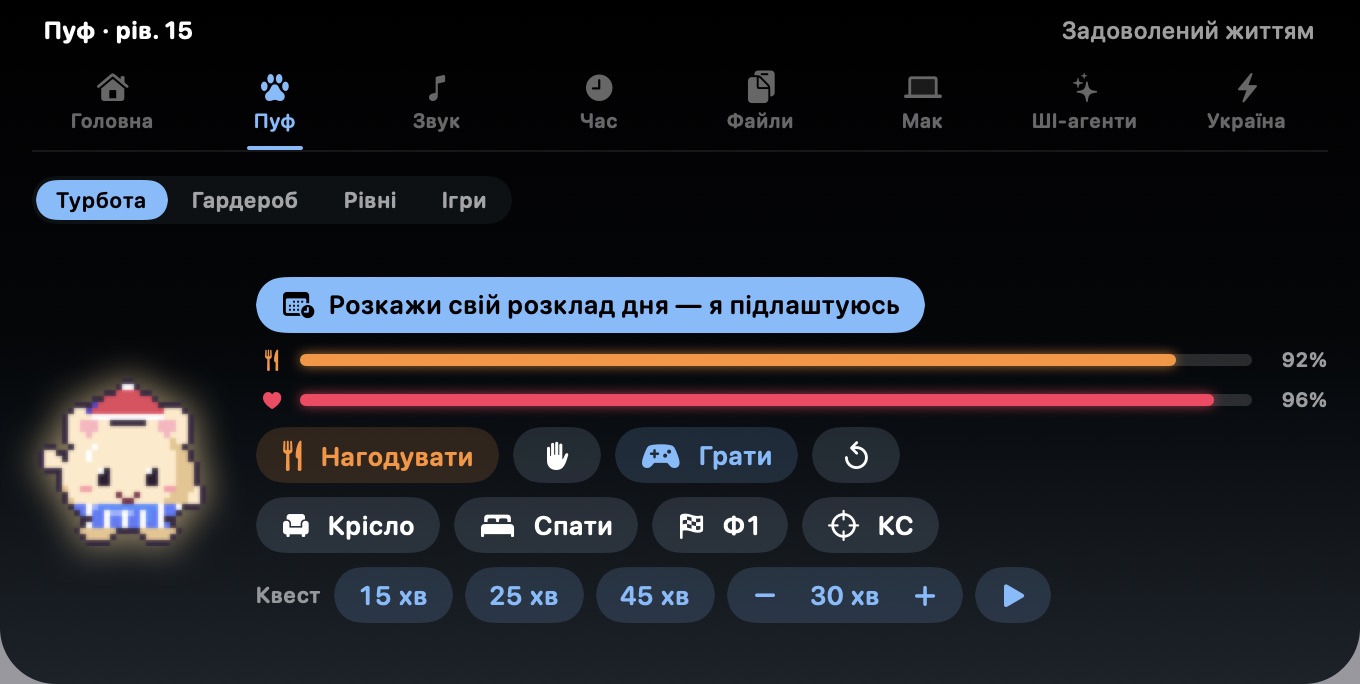 Пуф · рів. 15
Задоволений життям
Головна
Пуф
Звук
Час
Файли
Мак
ШІ-агенти
Україна
Турбота
Гардероб
Рівні
Ігри
Розкажи свій розклад дня — я підлаштуюсь
92%
96%
Нагодувати
Грати
Крісло
Спати
Ф1
КС
Квест
15 хв
25 хв
45 хв
− 30 хв +